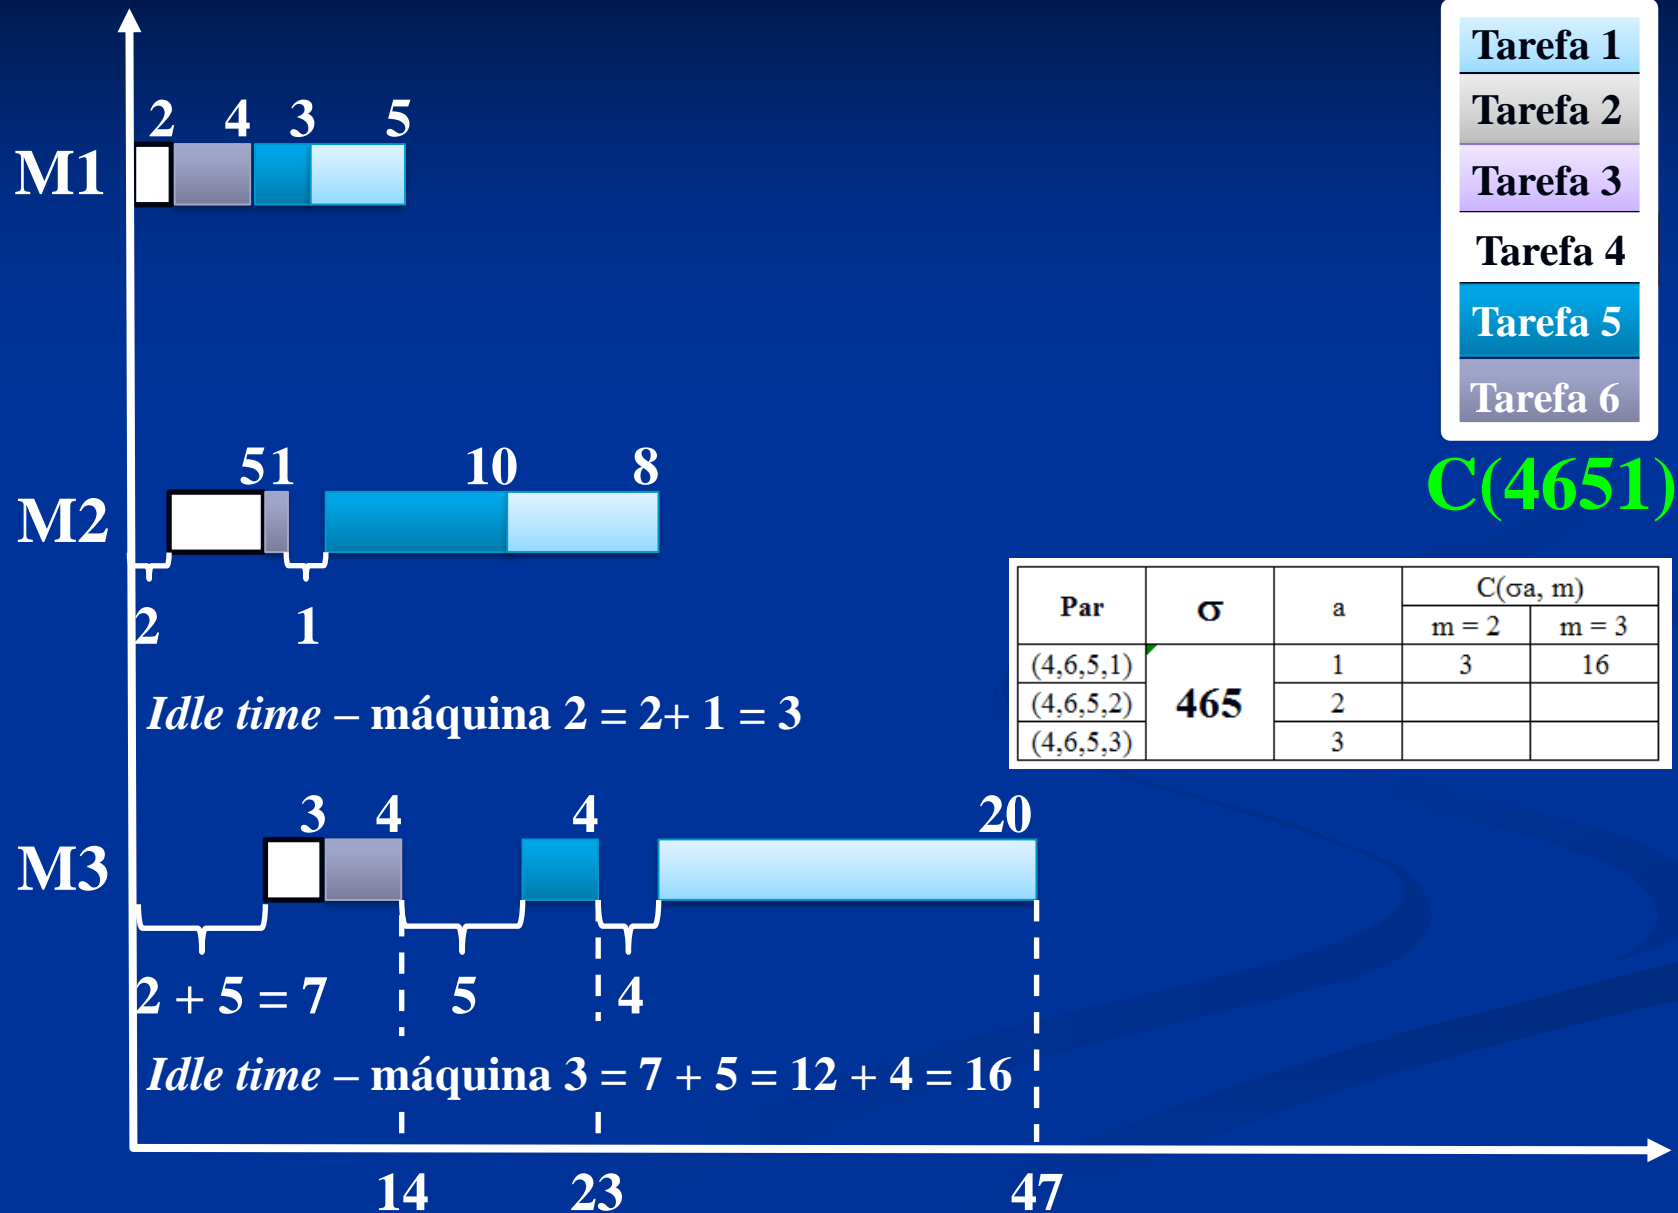 Tarefa 1
Tarefa 2
Tarefa 3
Tarefa 4
Tarefa 5
Tarefa 6
C(4651)
2 4 3 5
M1
5 1 10 8
M2
2 1
Idle time – máquina 2 = 2+ 1 = 3
Par σ a C(σa, m)
m = 2 m = 3
(4,6,5,1) 465 1 3 16
(4,6,5,2) 2
(4,6,5,3) 3
3 4 4 20
M3
2 + 5 = 7 5 4
Idle time – máquina 3 = 7 + 5 = 12 + 4 = 16
14 23 47